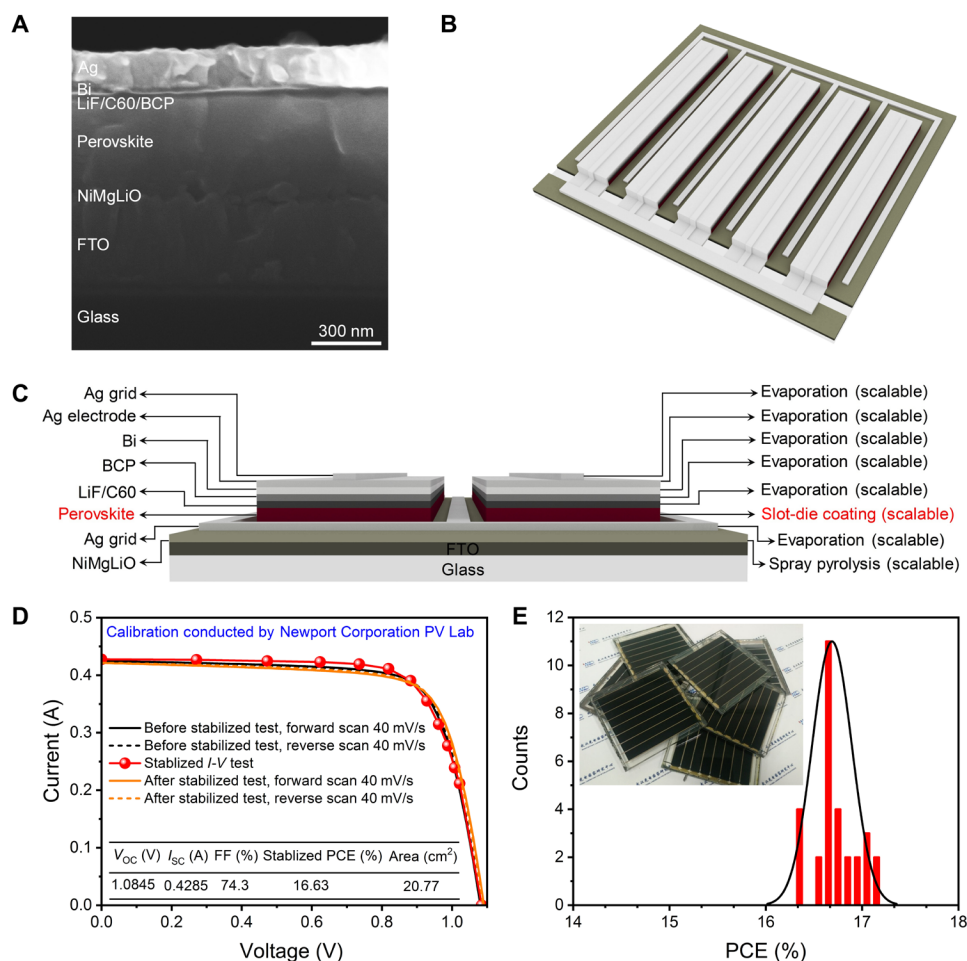 A
Ag
Bi
LiF/C60/BCP
Perovskite
NiMgLiO
FTO
Glass
300 nm
B
C
Ag grid
Ag electrode
Bi
BCP
LiF/C60
Perovskite
Ag grid
NiMgLiO
Evaporation (scalable)
Evaporation (scalable)
Evaporation (scalable)
Evaporation (scalable)
Evaporation (scalable)
Slot-die coating (scalable)
Evaporation (scalable)
Spray pyrolysis (scalable)
FTO
Glass
D
Calibration conducted by Newport Corporation PV Lab
Before stabilized test, forward scan 40 mV/s
Before stabilized test, reverse scan 40 mV/s
Stablized I-V test
After stabilized test, forward scan 40 mV/s
After stabilized test, reverse scan 40 mV/s
VOC (V) ISC (A) FF (%) Stablized PCE (%) Area (cm2)
1.0845 0.4285 74.3 16.63 20.77
0.5
0.4
0.3
0.2
0.1
0.0
Current (A)
0.0 0.2 0.4 0.6 0.8 1.0
Voltage (V)
E
12
10
8
6
4
2
0
Counts
14 15 16 17 18
PCE (%)